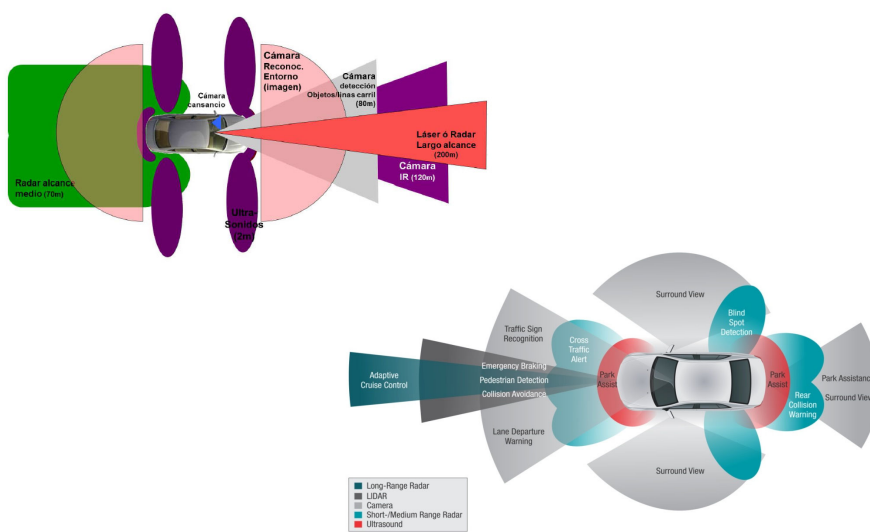 Cámara
Reconoc.
Entorno
(imagen)
Cámara
cansancio
Cámara
detección
Objetos/linas carril
(80m)
Láser ó Radar
Largo alcance
(200m)
Cámara
IR (120m)
Radar alcance
medio (70m)
Ultra-
Sonidos
(2m)
Surround View
Blind
Spot
Detection
Traffic Sign
Recognition
Cross
Traffic
Alert
Emergency Braking
Pedestrian Detection
Collision Avoidance
Adaptive
Cruise Control
Park
Assist
Park
Assist
Park Assistance
Surround View
Rear
Collision
Warning
Lane Departure
Warning
Surround View
Long-Range Radar
LIDAR
Camera
Short-/Medium Range Radar
Ultrasound